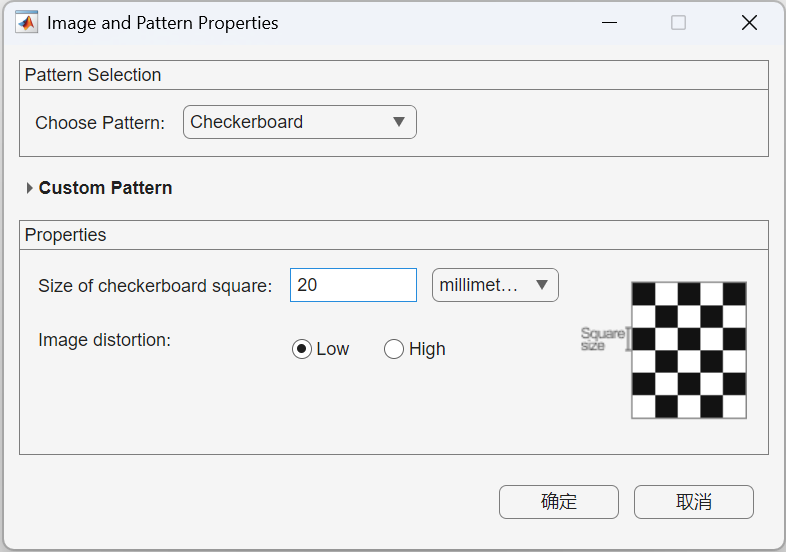 Image and Pattern Properties
Pattern Selection
Choose Pattern: Checkerboard
Custom Pattern
Properties
Size of checkerboard square: 20 millimet...
Image distortion: Low High
Square
size
确定 取消